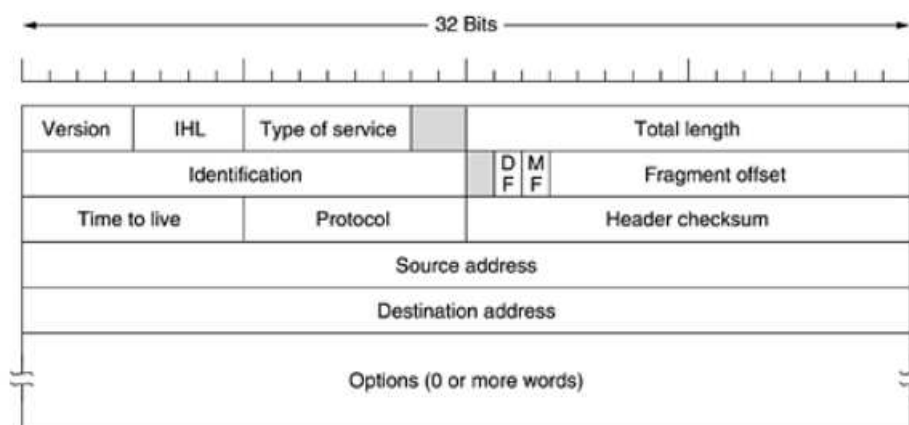 32 Bits
Version IHL Type of service Total length
Identification D F M F Fragment offset
Time to live Protocol Header checksum
Source address
Destination address
Options (0 or more words)